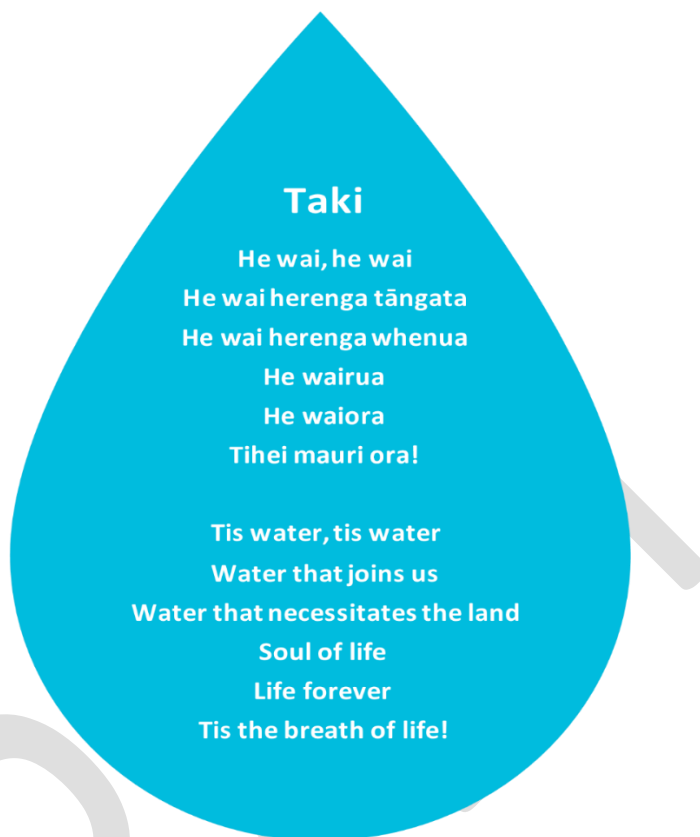 Taki
He wai, he wai
He wai herenga tāngata
He wai herenga whenua
He wairua
He waiora
Tihei mauri ora!
Tis water, tis water
Water that joins us
Water that necessitates the land
Soul of life
Life forever
Tis the breath of life!